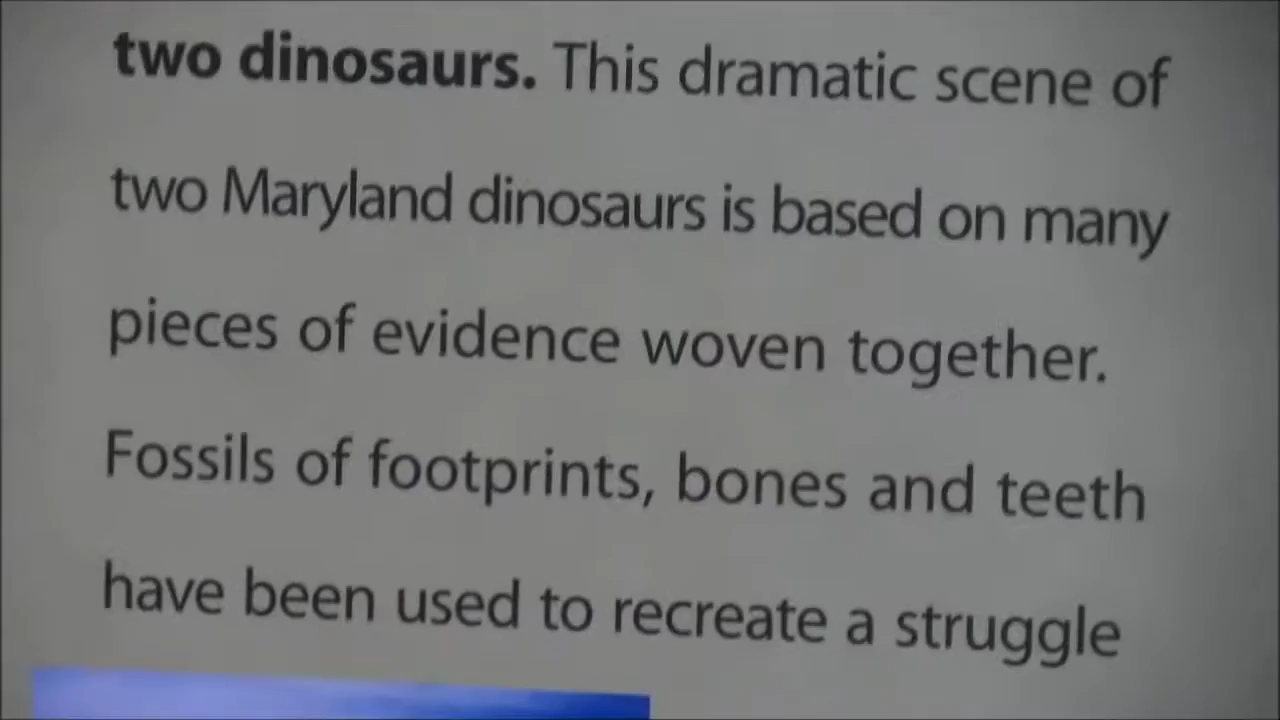 two dinosaurs. This dramatic scene of
two Maryland dinosaurs is based on many
pieces of evidence woven together.
Fossils of footprints, bones and teeth
have been used to recreate a struggle